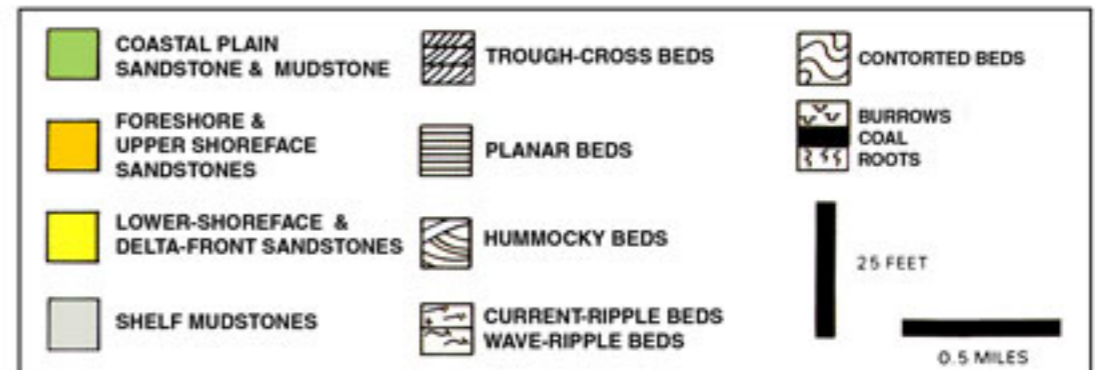 COASTAL PLAIN
SANDSTONE & MUDSTONE
FORESHORE &
UPPER SHOREFACE
SANDSTONES
LOWER-SHOREFACE &
DELTA-FRONT SANDSTONES
SHELF MUDSTONES
TROUGH-CROSS BEDS
PLANAR BEDS
HUMMOCKY BEDS
CURRENT-RIPPLE BEDS
WAVE-RIPPLE BEDS
CONTORTED BEDS
BURROWS
COAL
ROOTS
25 FEET
0.5 MILES